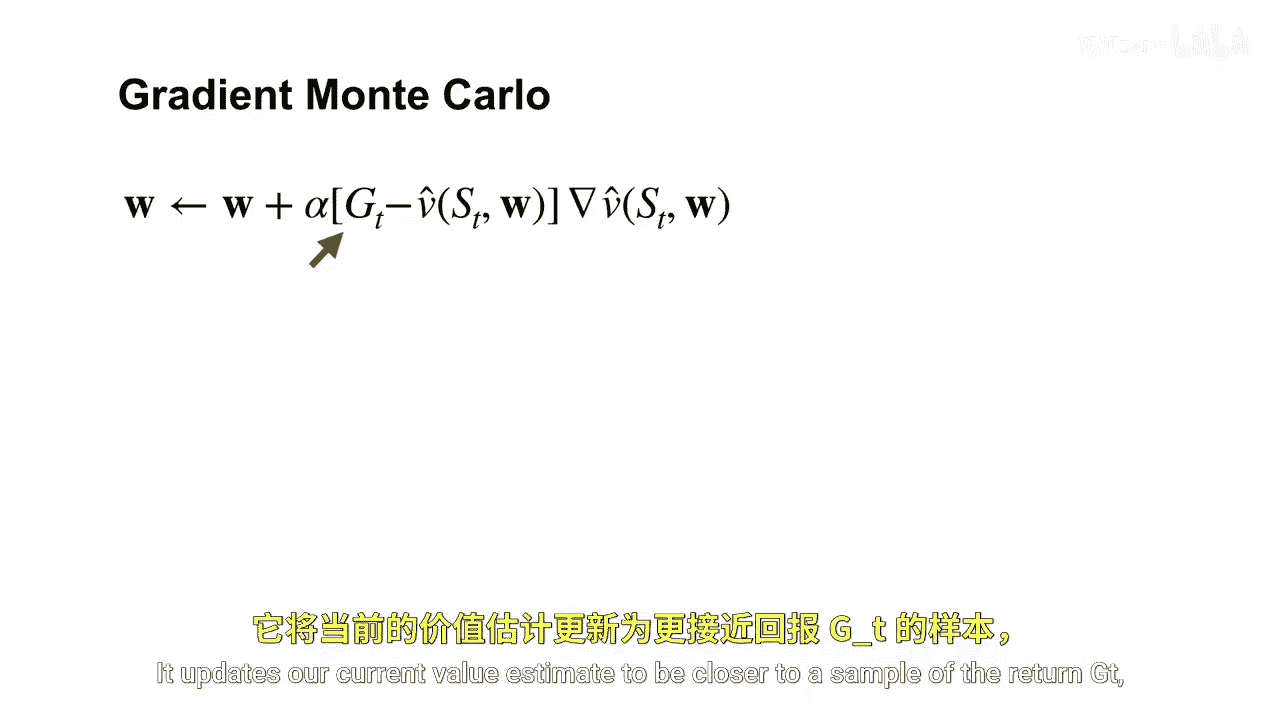 Gradient Monte Carlo
w ← w + α[G_t − v̂(S_t, w)] ∇ v̂(S_t, w)
它将当前的价值估计更新为更接近回报 G_t 的样本，
It updates our current value estimate to be closer to a sample of the return Gt,